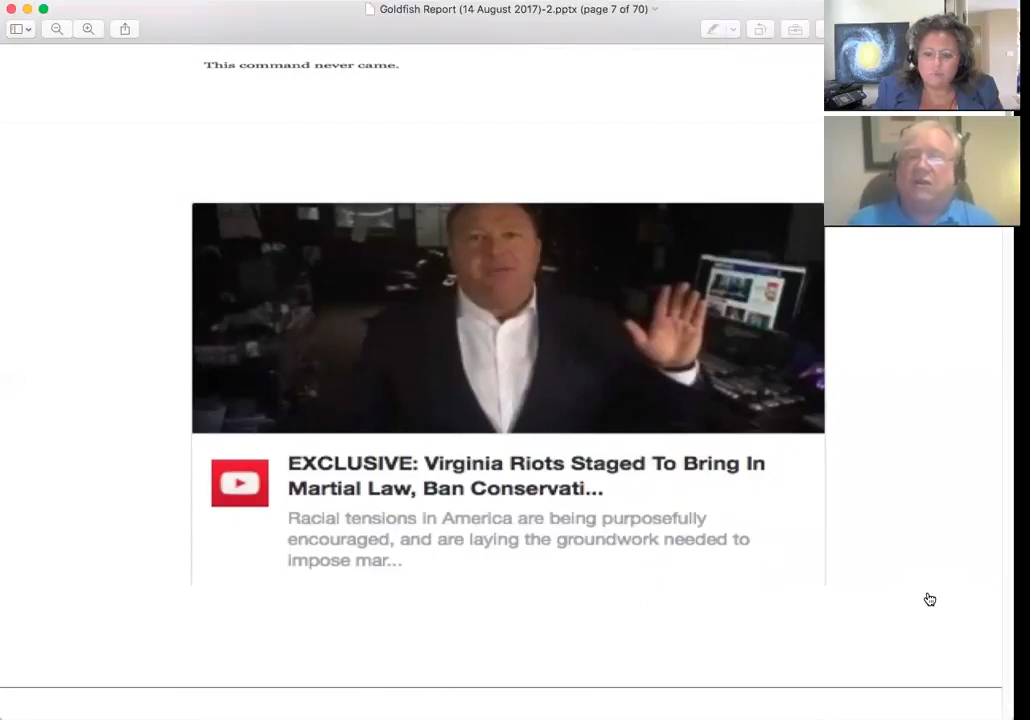 Goldfish Report (14 August 2017)-2.pptx (page 7 of 70)
This command never came.
EXCLUSIVE: Virginia Riots Staged To Bring In
Martial Law, Ban Conservati...
Racial tensions in America are being purposefully
encouraged, and are laying the groundwork needed to
impose mar...